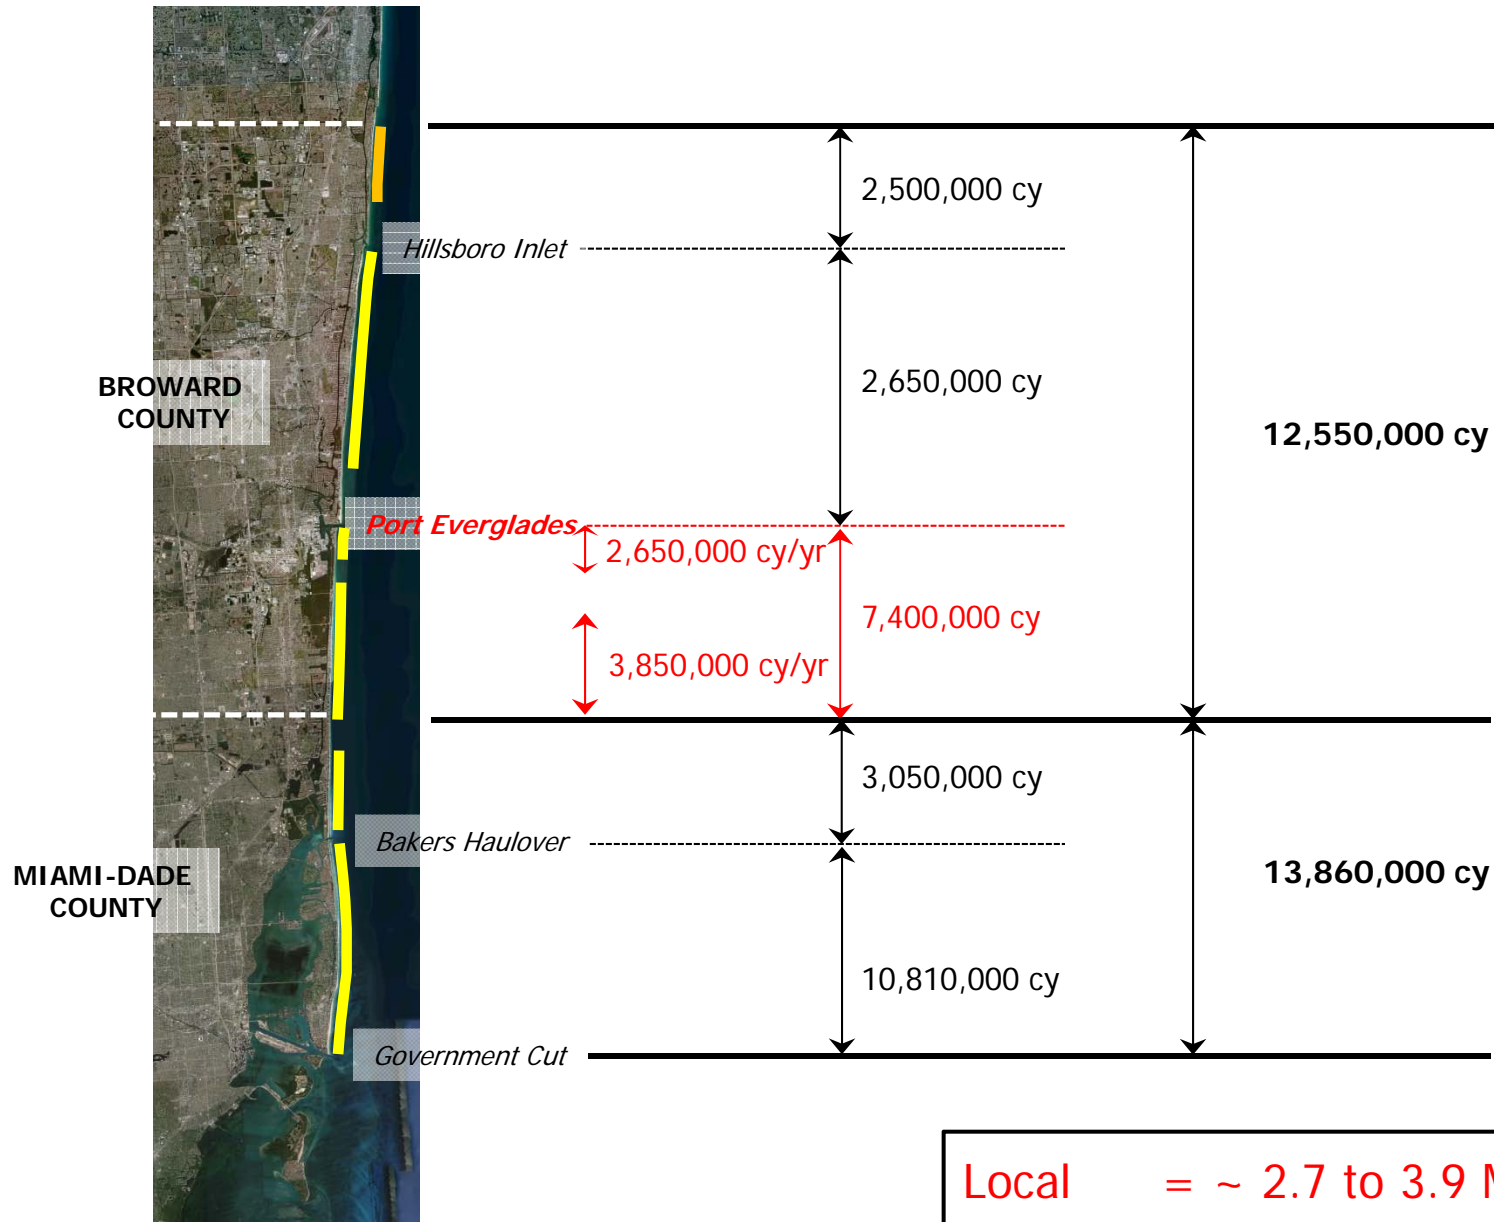 2,500,000 cy
Hillsboro Inlet
2,650,000 cy
BROWARD
COUNTY
12,550,000 cy
Port Everglades
2,650,000 cy/yr
7,400,000 cy
3,850,000 cy/yr
3,050,000 cy
Bakers Haulover
MIAMI-DADE
COUNTY
13,860,000 cy
10,810,000 cy
Government Cut
Local = ~ 2.7 to 3.9